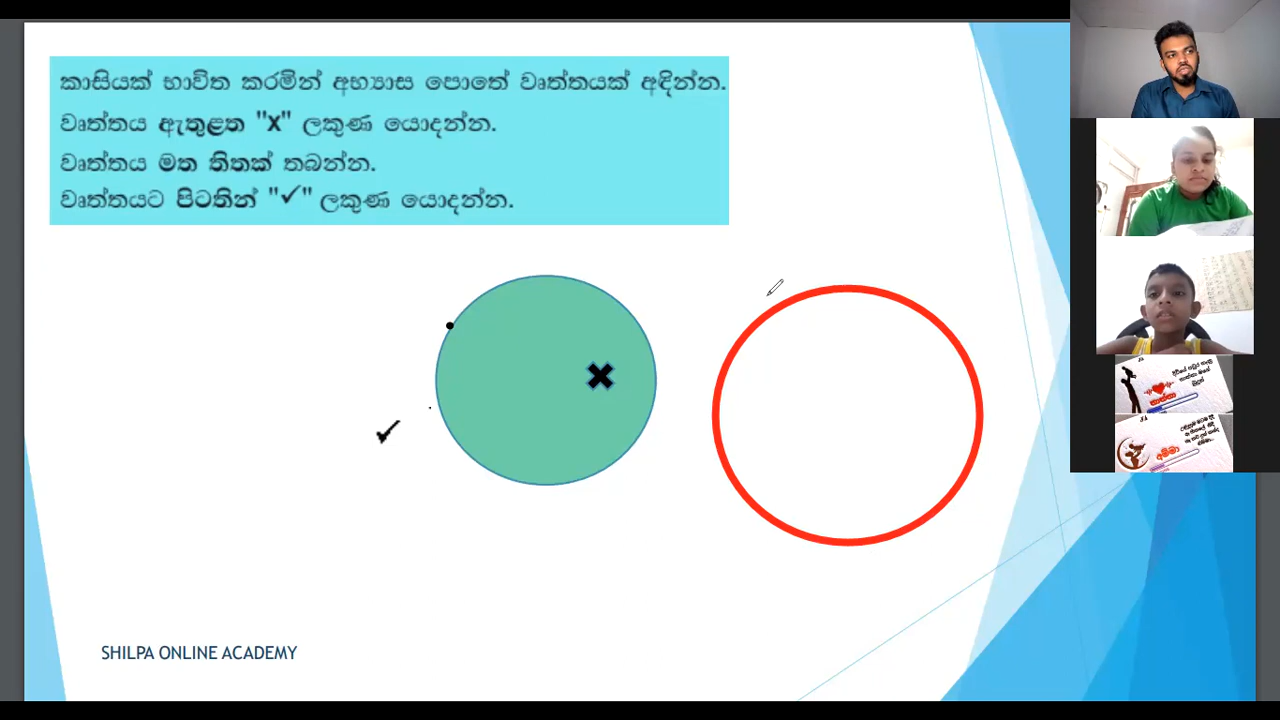 කාසියක් භාවිත කරමින් අභ්‍යාස පොතේ වෘත්තයක් අඳින්න.
වෘත්තය ඇතුළත "x" ලකුණ යොදන්න.
වෘත්තය මත තිතක් තබන්න.
වෘත්තයට පිටතින් "✓" ලකුණ යොදන්න.
SHILPA ONLINE ACADEMY
තාත්තා
අම්මා